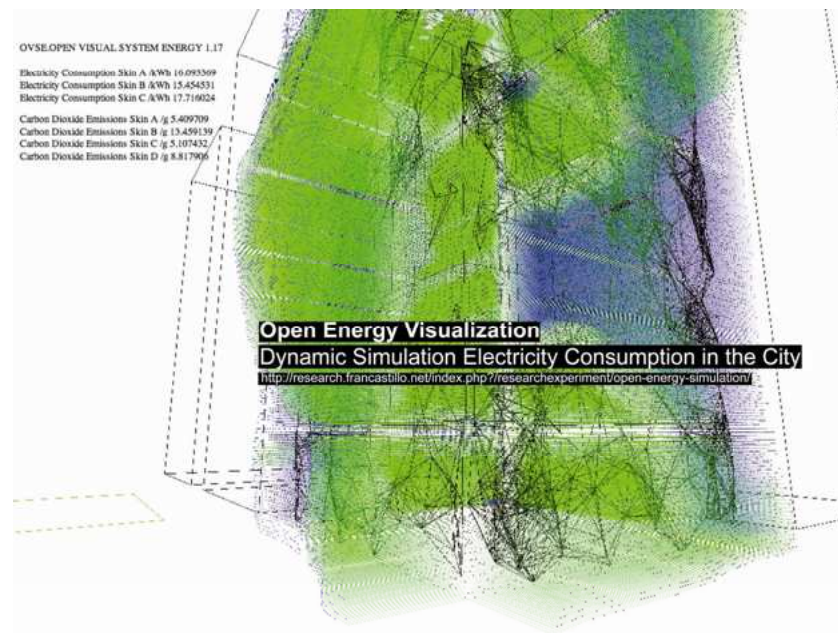 OVSE.OPEN VISUAL SYSTEM ENERGY 1.17
Electricity Consumption Skin A /kWh 16.093369
Electricity Consumption Skin B /kWh 15.454531
Electricity Consumption Skin C /kWh 17.716024
Carbon Dioxide Emissions Skin A /g 5.409709
Carbon Dioxide Emissions Skin B /g 13.459139
Carbon Dioxide Emissions Skin C /g 5.107432
Carbon Dioxide Emissions Skin D /g 8.817906
Open Energy Visualization
Dynamic Simulation Electricity Consumption in the City
http://research.francastillo.net/index.php?/researchexperiment/open-energy-simulation/